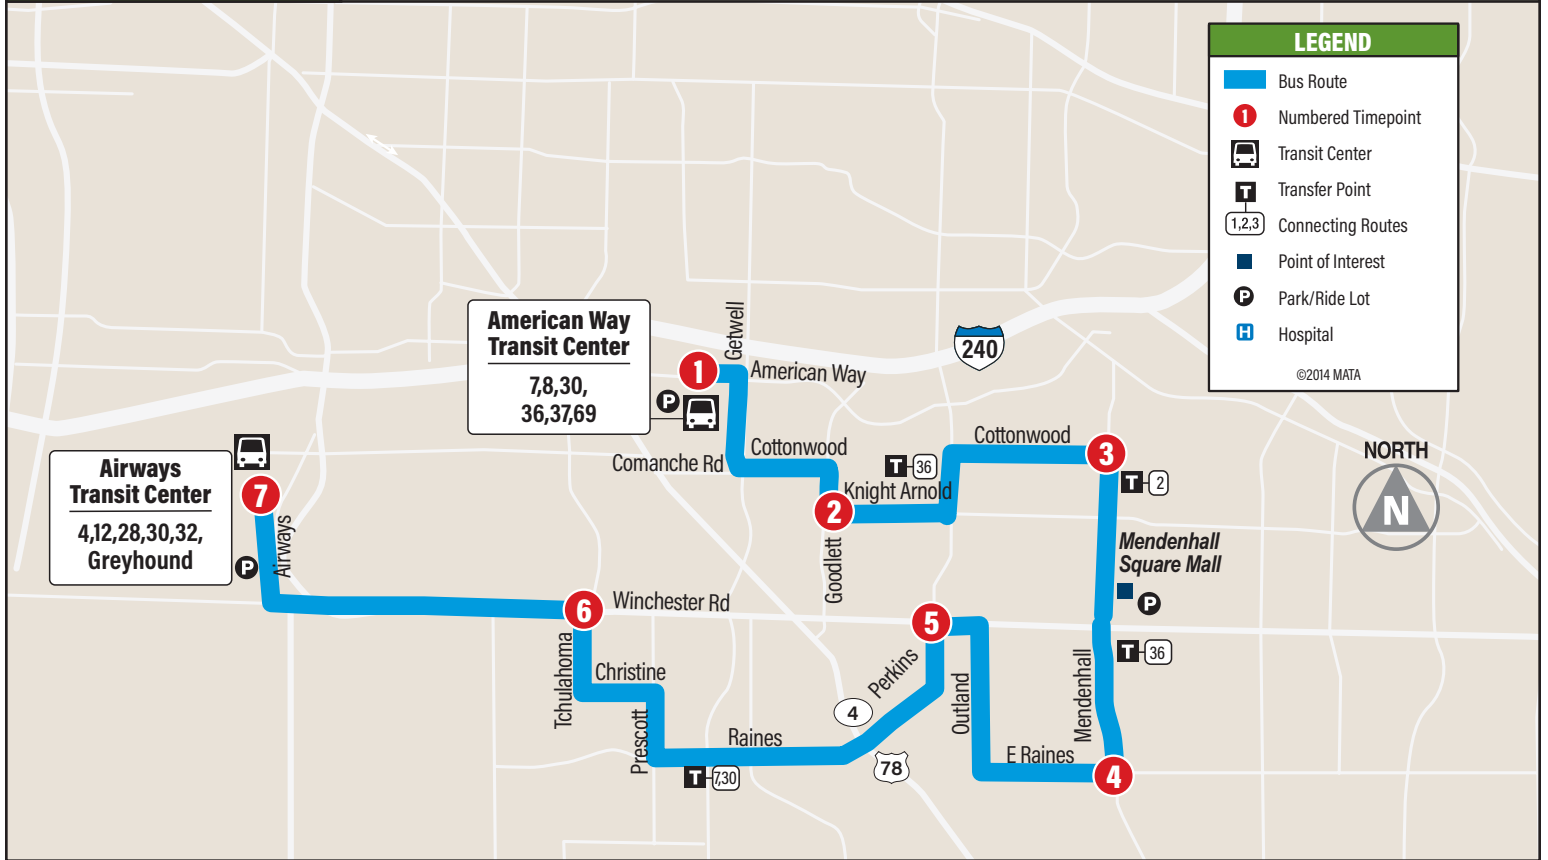 LEGEND
Bus Route
1 Numbered Timepoint
Transit Center
T Transfer Point
1,2,3 Connecting Routes
Point of Interest
P Park/Ride Lot
H Hospital
©2014 MATA
American Way
Transit Center
7,8,30,
36,37,69
P
1
Getwell
American Way
240
Cottonwood
Comanche Rd
T 36
Knight Arnold
2
Goodlett
Cottonwood
3
T 2
NORTH
N
Mendenhall
Square Mall
P
Airways
Transit Center
4,12,28,30,32,
Greyhound
7
P
Airways
6
Winchester Rd
5
T 36
Tchulahoma
Christine
Prescott
Raines
T 7,30
4
Perkins
78
Outland
E Raines
Mendenhall
4